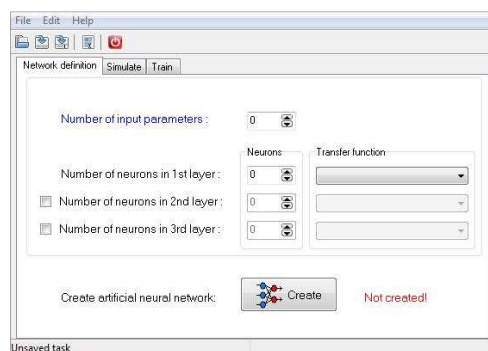 File Edit Help
Network definition Simulate Train
Number of input parameters : 0
Neurons Transfer function
Number of neurons in 1st layer : 0
Number of neurons in 2nd layer : 0
Number of neurons in 3rd layer : 0
Create artificial neural network: Create Not created!
Unsaved task